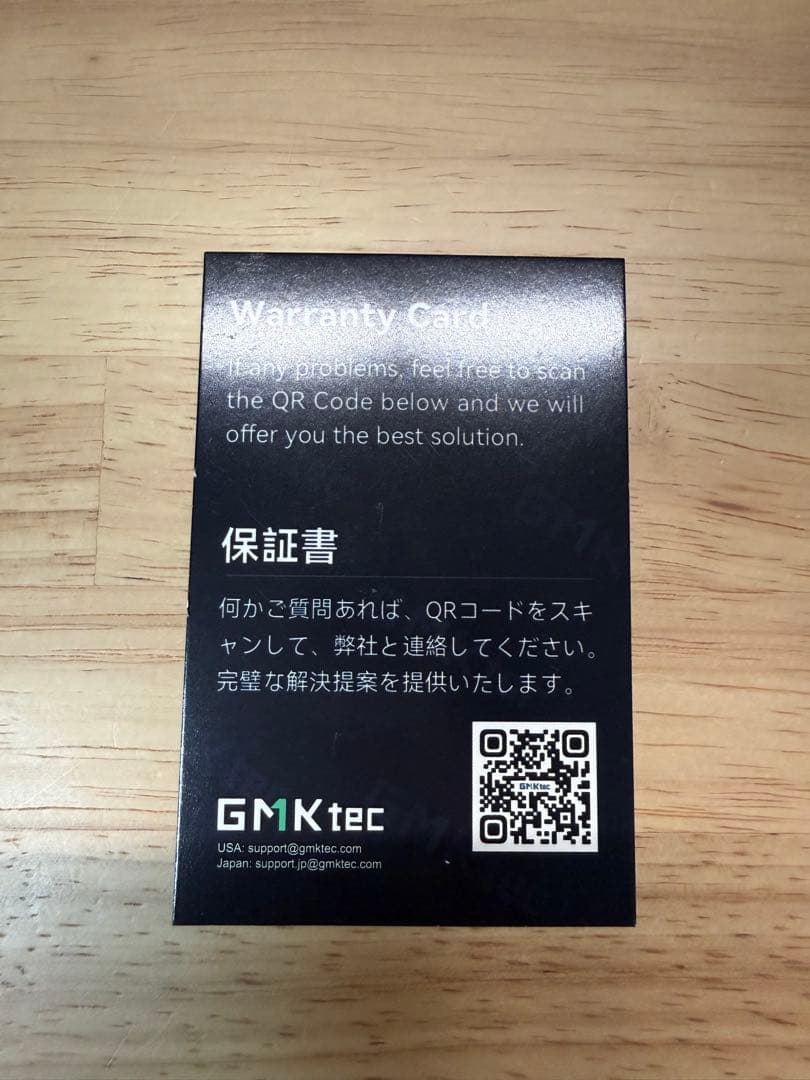 Warranty Card
If any problems, feel free to scan
the QR Code below and we will
offer you the best solution.
保証書
何かご質問あれば、QRコードをスキ
ャンして、弊社と連絡してください。
完璧な解決提案を提供いたします。
GMKtec
GMKtec
USA: support@gmktec.com
Japan: support.jp@gmktec.com